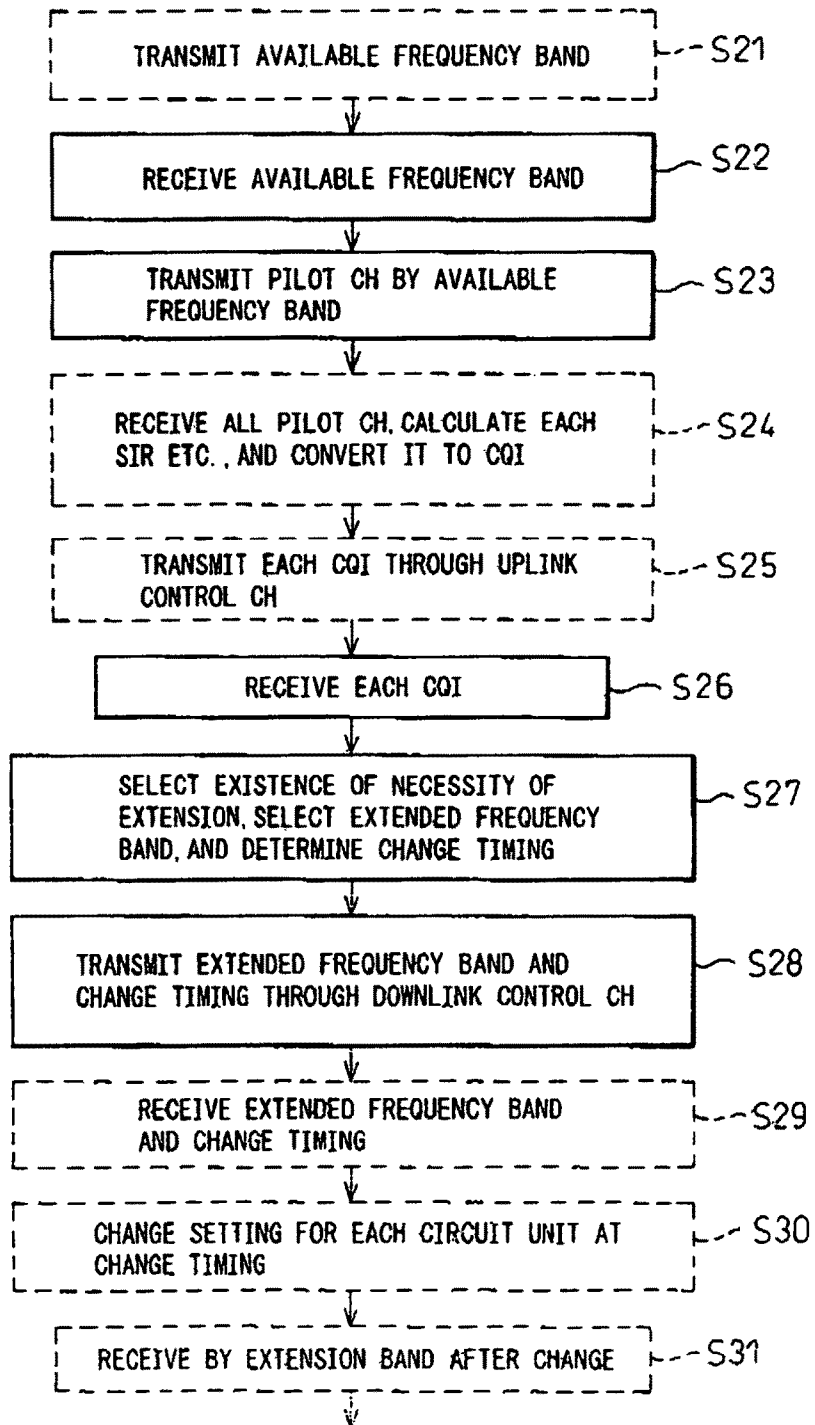 TRANSMIT AVAILABLE FREQUENCY BAND
S21
RECEIVE AVAILABLE FREQUENCY BAND
S22
TRANSMIT PILOT CH BY AVAILABLE
FREQUENCY BAND
S23
RECEIVE ALL PILOT CH, CALCULATE EACH
SIR ETC., AND CONVERT IT TO CQI
S24
TRANSMIT EACH CQI THROUGH UPLINK
CONTROL CH
S25
RECEIVE EACH CQI
S26
SELECT EXISTENCE OF NECESSITY OF
EXTENSION, SELECT EXTENDED FREQUENCY
BAND, AND DETERMINE CHANGE TIMING
S27
TRANSMIT EXTENDED FREQUENCY BAND AND
CHANGE TIMING THROUGH DOWNLINK CONTROL CH
S28
RECEIVE EXTENDED FREQUENCY BAND
AND CHANGE TIMING
S29
CHANGE SETTING FOR EACH CIRCUIT UNIT AT
CHANGE TIMING
S30
RECEIVE BY EXTENSION BAND AFTER CHANGE
S31